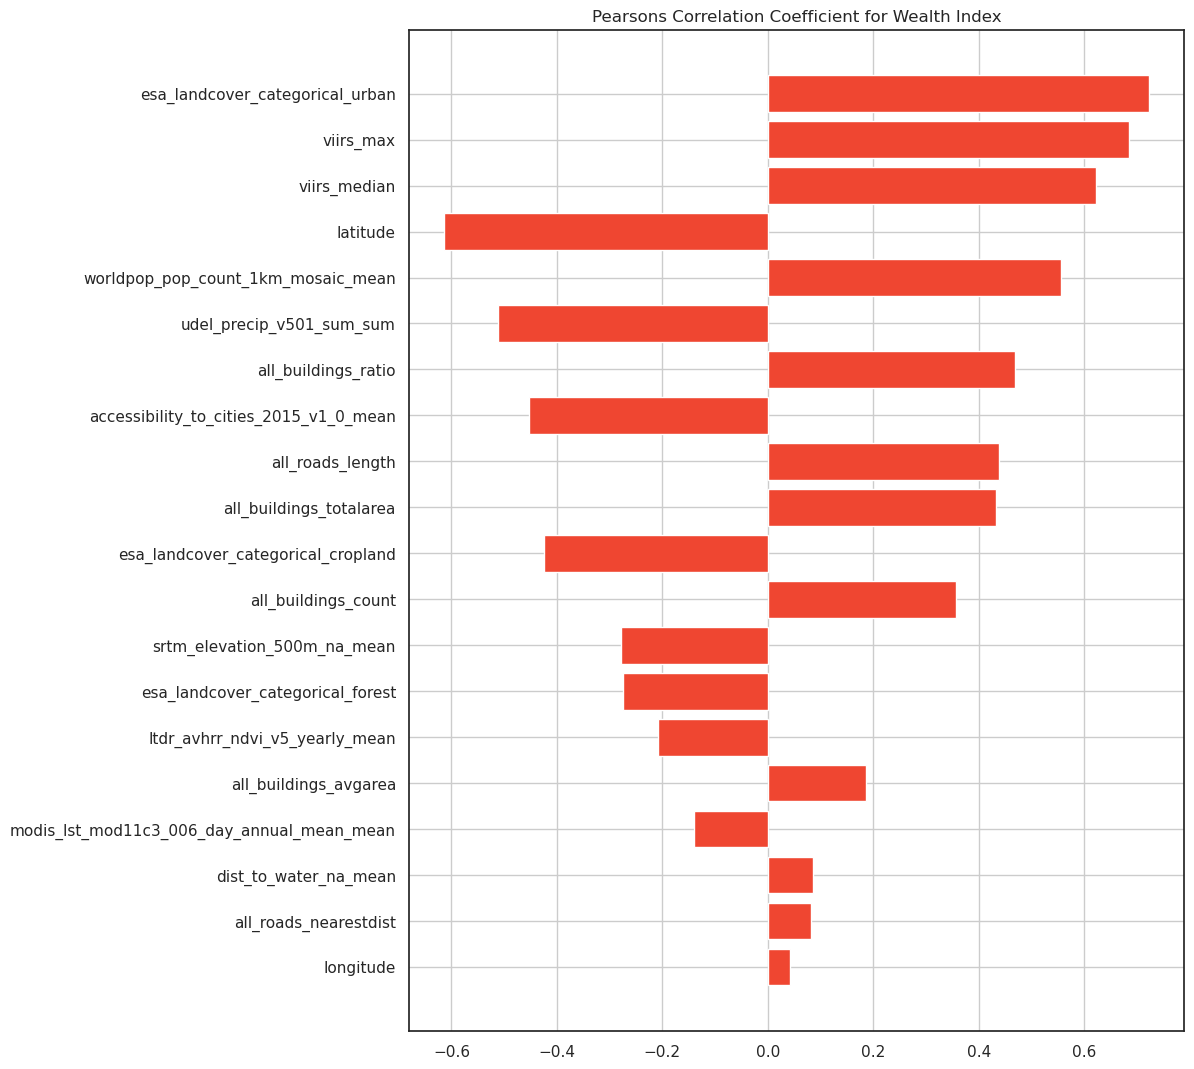 Pearsons Correlation Coefficient for Wealth Index
esa_landcover_categorical_urban
viirs_max
viirs_median
latitude
worldpop_pop_count_1km_mosaic_mean
udel_precip_v501_sum_sum
all_buildings_ratio
accessibility_to_cities_2015_v1_0_mean
all_roads_length
all_buildings_totalarea
esa_landcover_categorical_cropland
all_buildings_count
srtm_elevation_500m_na_mean
esa_landcover_categorical_forest
ltdr_avhrr_ndvi_v5_yearly_mean
all_buildings_avgarea
modis_lst_mod11c3_006_day_annual_mean_mean
dist_to_water_na_mean
all_roads_nearestdist
longitude
−0.6 −0.4 −0.2 0.0 0.2 0.4 0.6